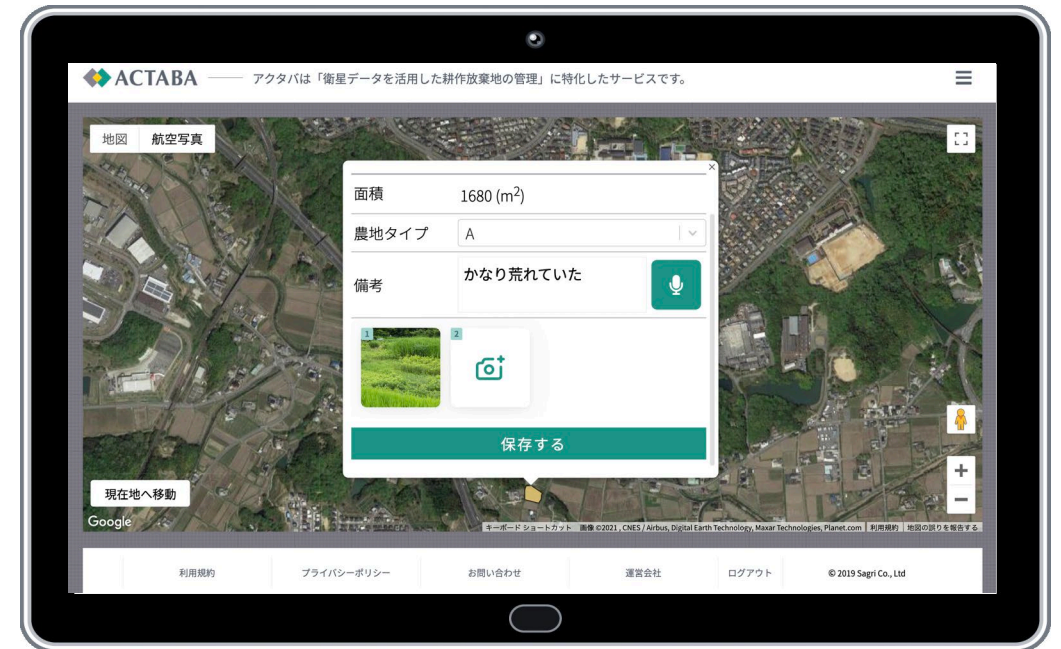 ACTABA
アクタバは「衛星データを活用した耕作放棄地の管理」に特化したサービスです。
地図 航空写真
×
面積 1680 (m²)
農地タイプ A
備考 かなり荒れていた
1 2
保存する
現在地へ移動
+
−
Google
キーボード ショートカット 画像 ©2021 , CNES / Airbus, Digital Earth Technology, Maxar Technologies, Planet.com 利用規約 地図の誤りを報告する
利用規約 プライバシーポリシー お問い合わせ 運営会社 ログアウト © 2019 Sagri Co., Ltd